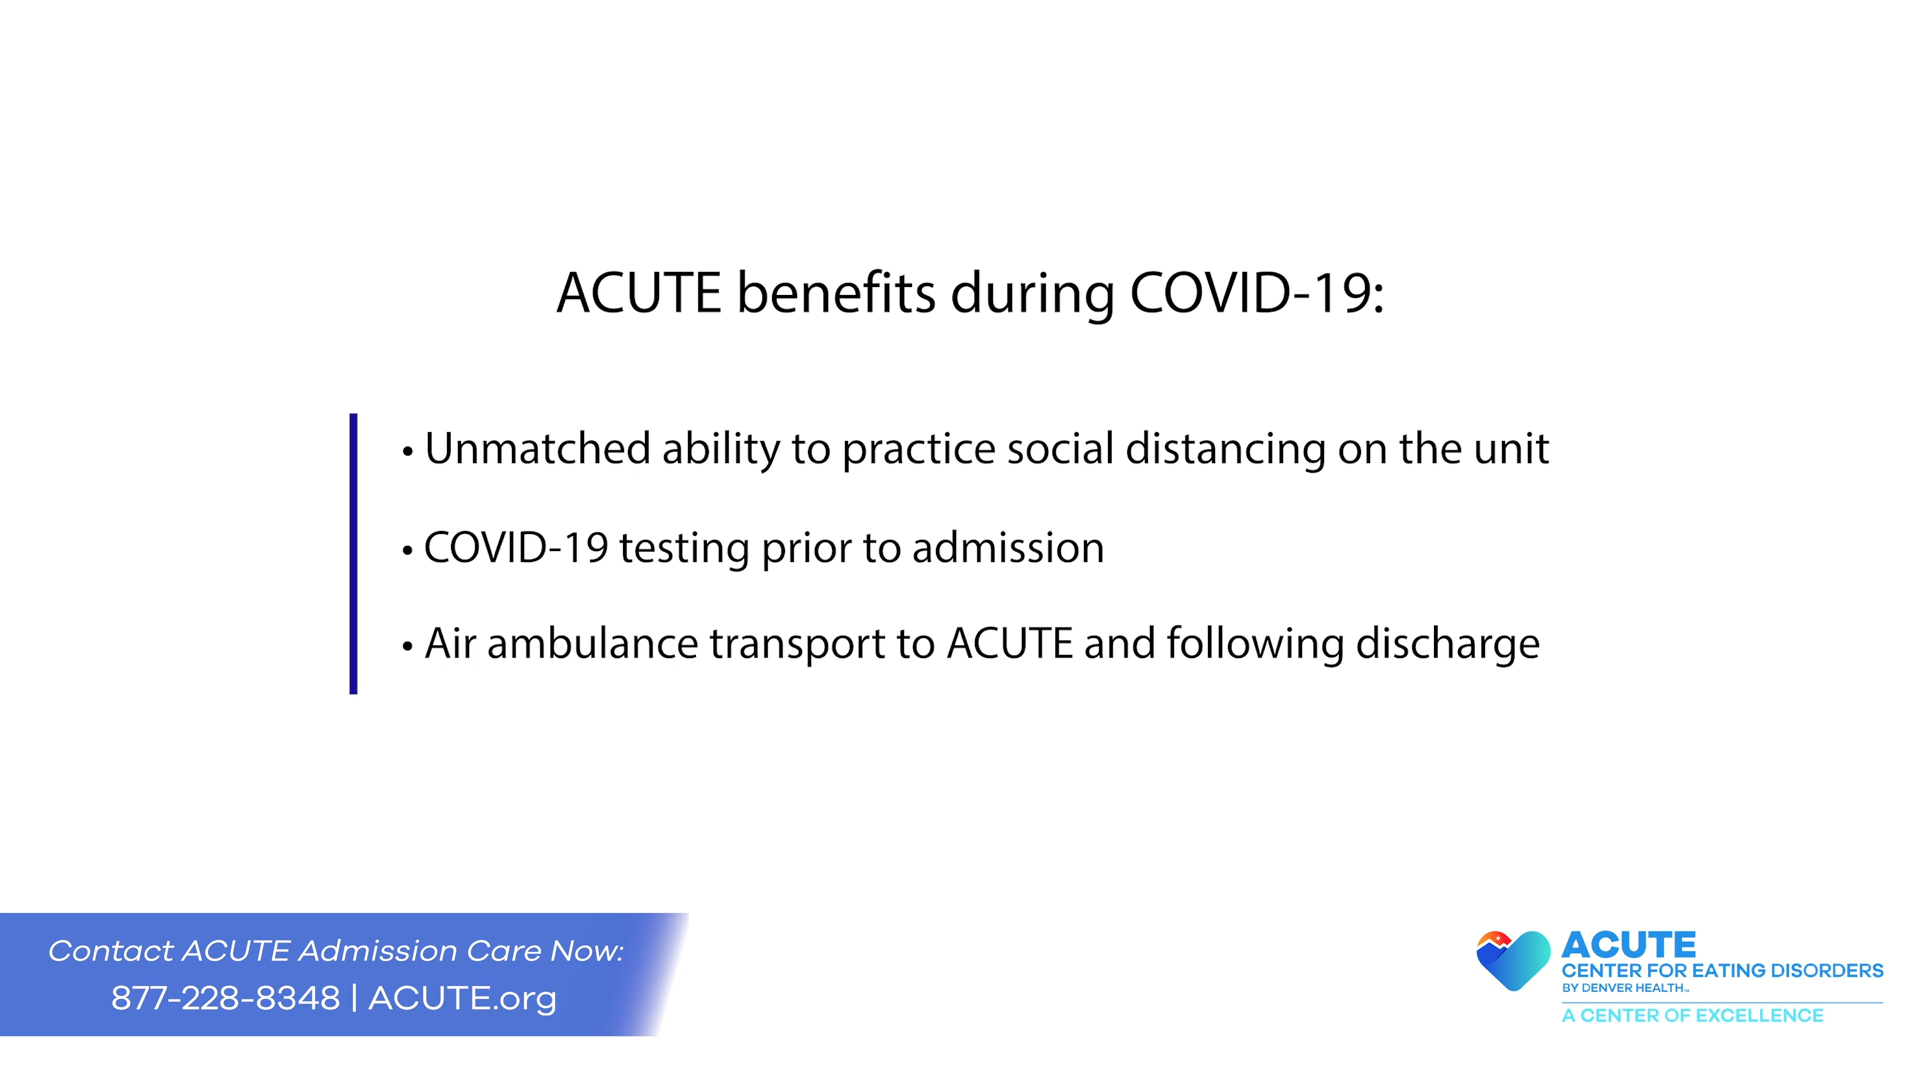 ACUTE benefits during COVID-19:
• Unmatched ability to practice social distancing on the unit
• COVID-19 testing prior to admission
• Air ambulance transport to ACUTE and following discharge
Contact ACUTE Admission Care Now:
877-228-8348 | ACUTE.org
ACUTE
CENTER FOR EATING DISORDERS
BY DENVER HEALTH™
A CENTER OF EXCELLENCE